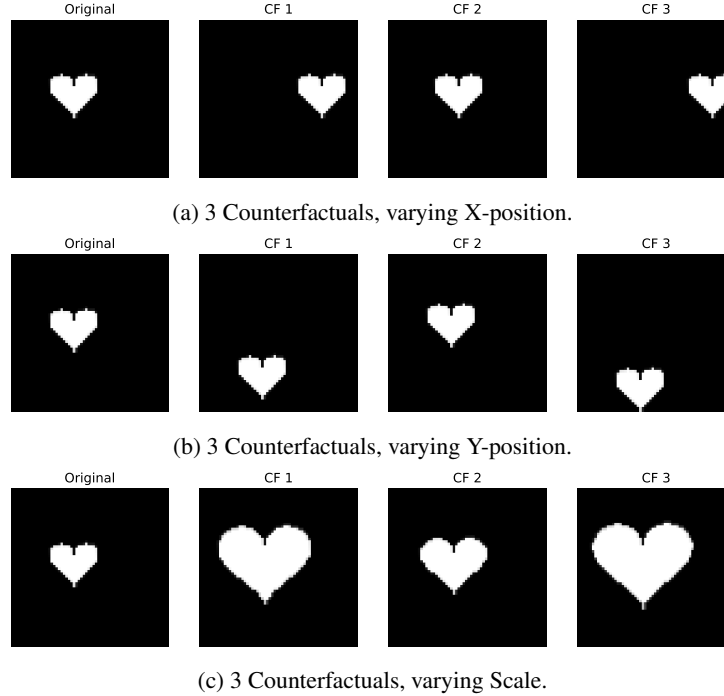 Original CF 1 CF 2 CF 3
(a) 3 Counterfactuals, varying X-position.
Original CF 1 CF 2 CF 3
(b) 3 Counterfactuals, varying Y-position.
Original CF 1 CF 2 CF 3
(c) 3 Counterfactuals, varying Scale.